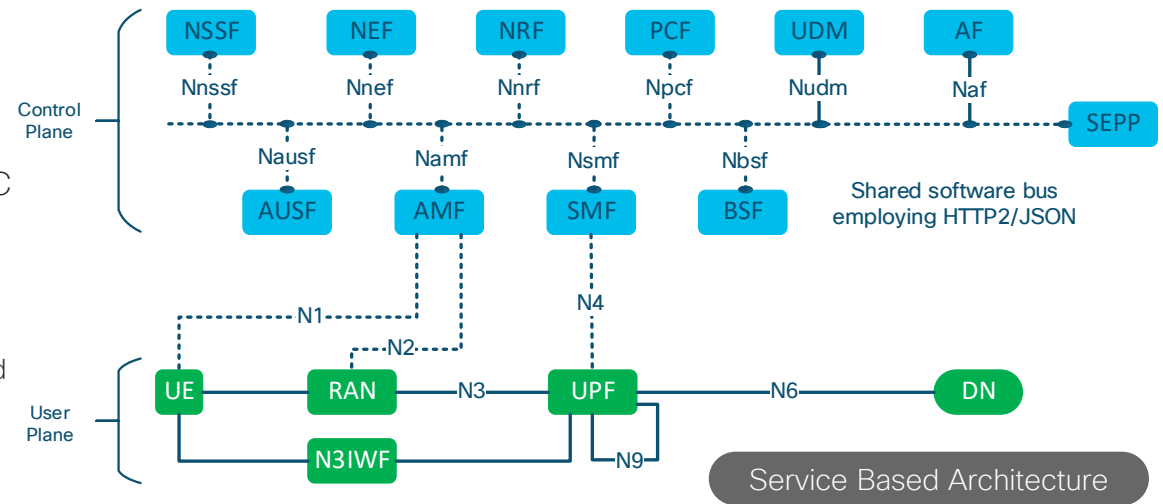 NSSF
NEF
NRF
PCF
UDM
AF
Nnssf
Nnef
Nnrf
Npcf
Nudm
Naf
Control
Plane
SEPP
Nausf
Namf
Nsmf
Nbsf
C
AUSF
AMF
SMF
BSF
Shared software bus
employing HTTP2/JSON
N1
N4
N2
d
UE
RAN
N3
UPF
N6
DN
User
Plane
N3IWF
N9
Service Based Architecture